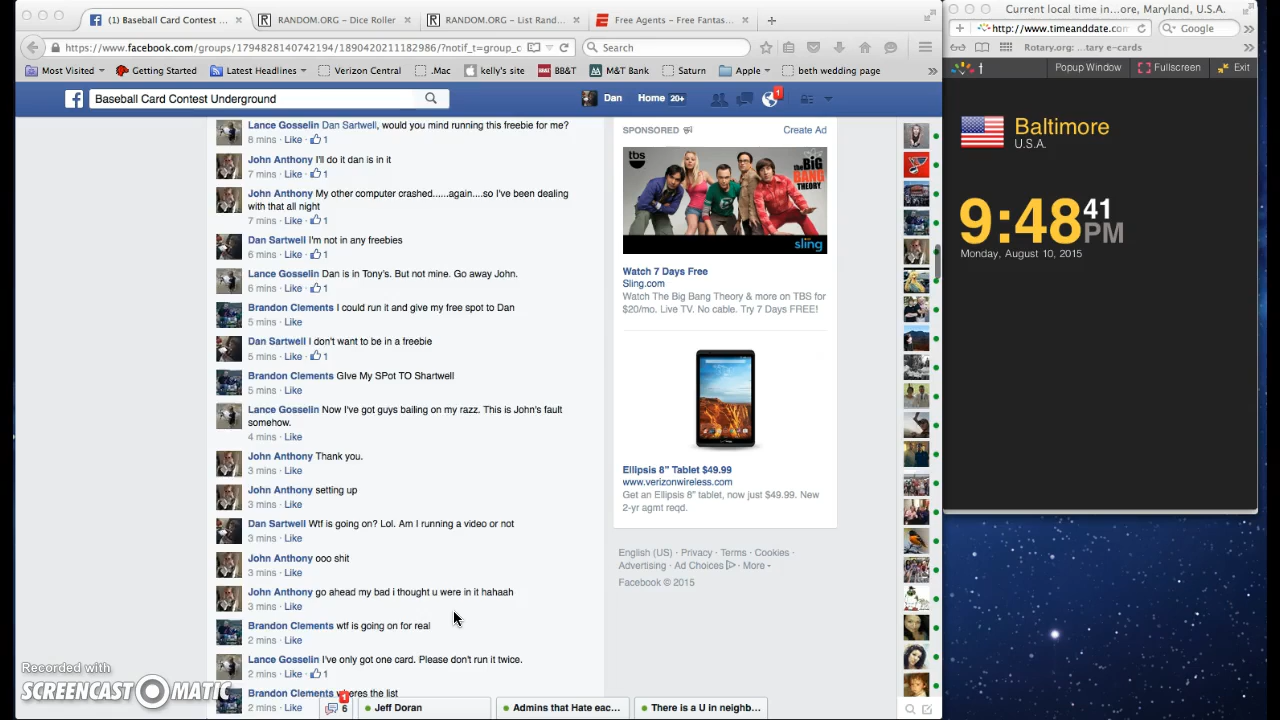 (1) Baseball Card Contest ... ×
RANDOM.ORG - Dice Roller ×
RANDOM.ORG - List Rand... ×
Free Agents – Free Fantas... ×
Current local time in...ore, Maryland, U.S.A.
https://www.facebook.com/groups/1794828140742194/1890420211182986/?notif_t=group_c
Search
http://www.timeanddate.com
Google
Most Visited
Getting Started
Latest Headlines
Verizon Central
.Mac
kelly's site
BB&T
M&T Bank
Saturn
Apple
beth wedding page
Rotary.org:...tary e-cards
Popup Window
Fullscreen
Exit
Baseball Card Contest Underground
Dan
Home 20+
1
Lance Gosselin Dan Sartwell, would you mind running this freebie for me?
8 mins · Like · 1
John Anthony I'll do it dan is in it
7 mins · Like · 1
John Anthony My other computer crashed......again....so I've been dealing
with that all night
7 mins · Like · 1
Dan Sartwell I'm not in any freebies
6 mins · Like · 1
Lance Gosselin Dan is in Tony's. But not mine. Go away John.
6 mins · Like · 1
Brandon Clements I could run it and give my free spot to Dan
5 mins · Like
Dan Sartwell I don't want to be in a freebie
5 mins · Like · 1
Brandon Clements GIve My SPot TO Shartwell
5 mins · Like
Lance Gosselin Now I've got guys bailing on my razz. This is John's fault
somehow.
4 mins · Like
John Anthony Thank you.
3 mins · Like
John Anthony setting up
3 mins · Like
Dan Sartwell Wtf is going on? Lol. Am I running a video or not
3 mins · Like
John Anthony ooo shit
3 mins · Like
John Anthony go ahead my bad i thought u were in it hahaah
3 mins · Like
Brandon Clements wtf is going on for real
2 mins · Like
Lance Gosselin I've only got one card. Please don't run it twice.
2 mins · Like · 1
Brandon Clements wheres the list
2 mins · Like
SPONSORED
Create Ad
tbs
the BIG BANG THEORY
sling
Watch 7 Days Free
Sling.com
Watch The Big Bang Theory & more on TBS for
$20/mo. Live TV. No cable. Try 7 Days FREE!
Ellipsis 8" Tablet $49.99
www.verizonwireless.com
Get an Ellipsis 8" tablet, now just $49.99. New
2-yr agmt reqd.
English (US) · Privacy · Terms · Cookies ·
Advertising · Ad Choices · More
Facebook © 2015
Baltimore
U.S.A.
9:48 41 PM
Monday, August 10, 2015
1
6
Jeff Doran
Admins that Hate eac...
There is a U in neighb...
Recorded with
SCREENCAST-O-MATIC